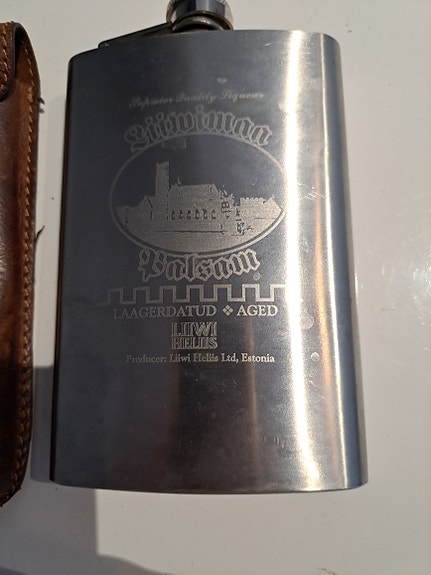 Superior Quality Liqueur
Liiwimaa
Palsam
LAAGERDATUD ❖ AGED
LIIWI
HELIIS
Producer: Liiwi Heliis Ltd, Estonia